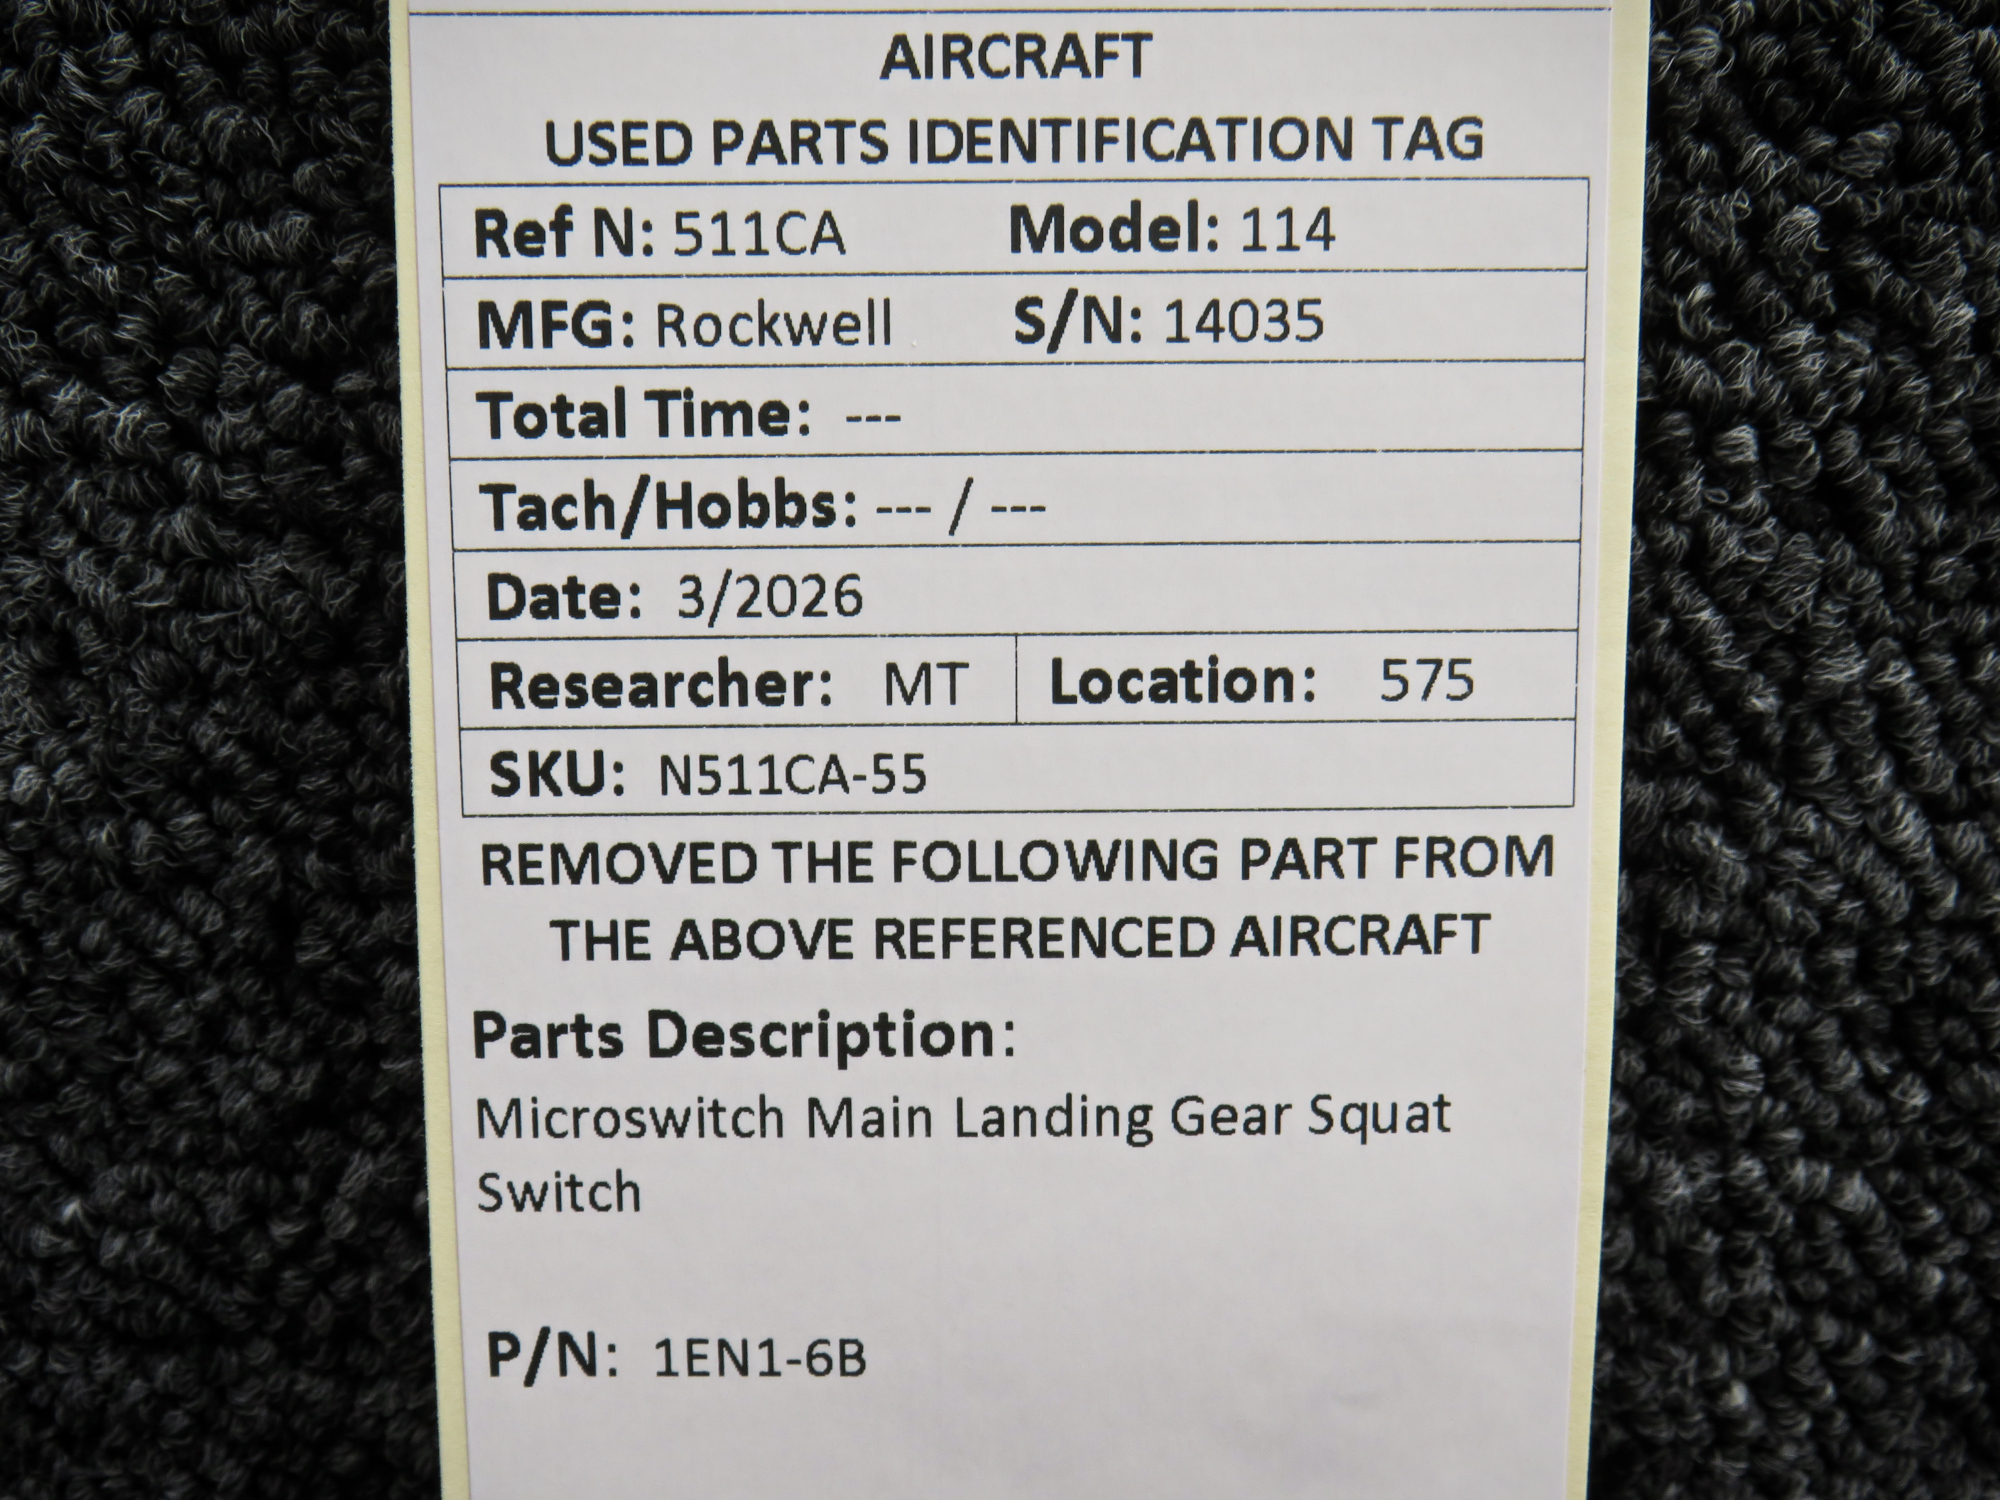 AIRCRAFT
USED PARTS IDENTIFICATION TAG
Ref N: 511CA Model: 114
MFG: Rockwell S/N: 14035
Total Time: ---
Tach/Hobbs: --- / ---
Date: 3/2026
Researcher: MT Location: 575
SKU: N511CA-55
REMOVED THE FOLLOWING PART FROM
THE ABOVE REFERENCED AIRCRAFT
Parts Description:
Microswitch Main Landing Gear Squat
Switch
P/N: 1EN1-6B